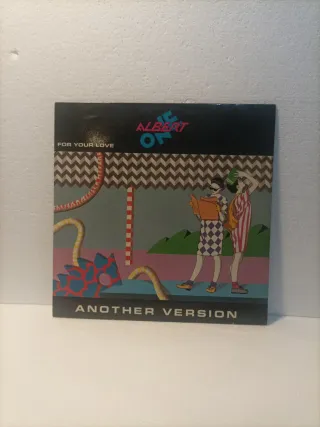 ALBERT
ONE
FOR YOUR LOVE
ANOTHER VERSION